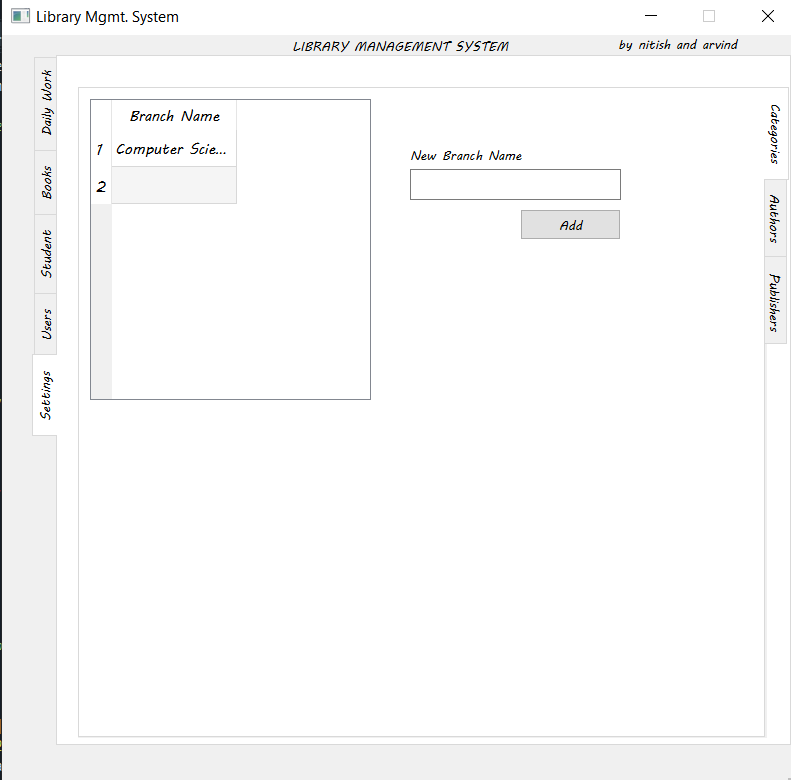 Library Mgmt. System
LIBRARY MANAGEMENT SYSTEM
by nitish and arvind
Daily Work
Books
Student
Users
Settings
Branch Name
1 Computer Scie...
2
New Branch Name
Add
Categories
Authors
Publishers